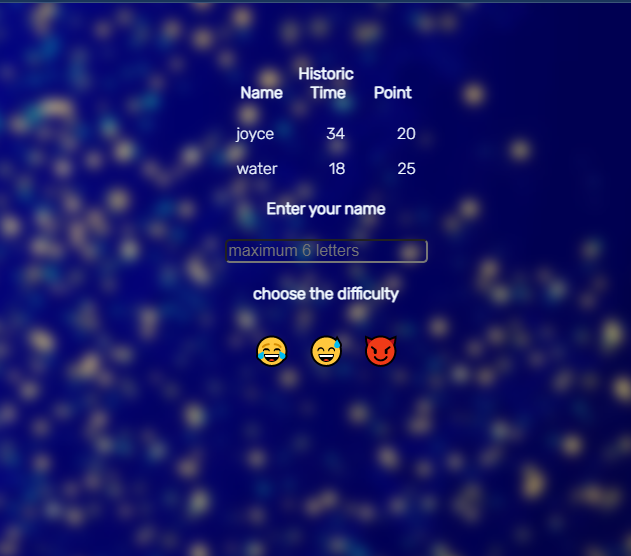 Historic
Name Time Point
joyce 34 20
water 18 25
Enter your name
maximum 6 letters
choose the difficulty